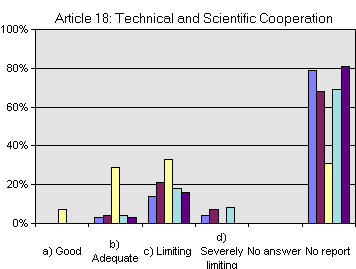 Article 18: Technical and Scientific Cooperation
100%
80%
60%
40%
20%
0%
a) Good
b)
Adequate
c) Limiting
d)
Severely
limiting
No answer
No report